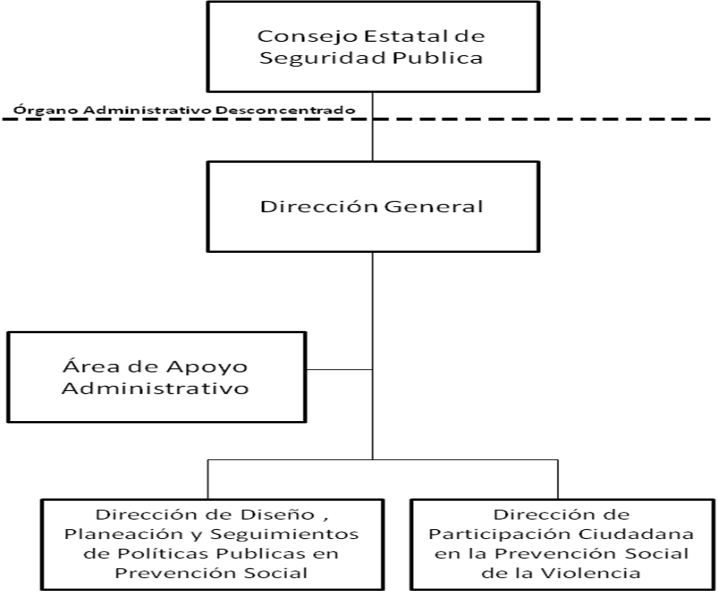 Consejo Estatal de
Seguridad Publica
Órgano Administrativo Desconcentrado
Dirección General
Área de Apoyo
Administrativo
Dirección de Diseño ,
Planeación y Seguimientos
de Políticas Publicas en
Prevención Social
Dirección de
Participación Ciudadana
en la Prevención Social
de la Violencia